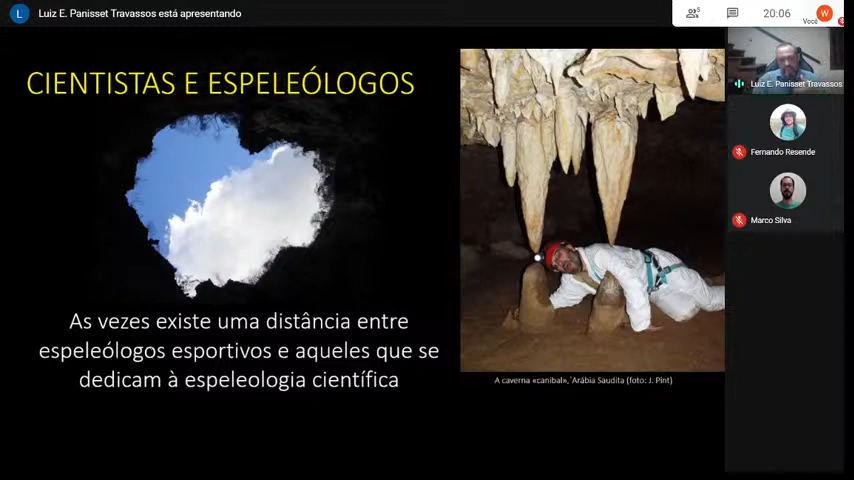 L Luiz E. Panisset Travassos está apresentando
5
20:06
Você
W
CIENTISTAS E ESPELEÓLOGOS
Luiz E. Panisset Travassos
Fernando Resende
Marco Silva
As vezes existe uma distância entre
espeleólogos esportivos e aqueles que se
dedicam à espeleologia científica
A caverna «canibal», Arábia Saudita (foto: J. Pint)